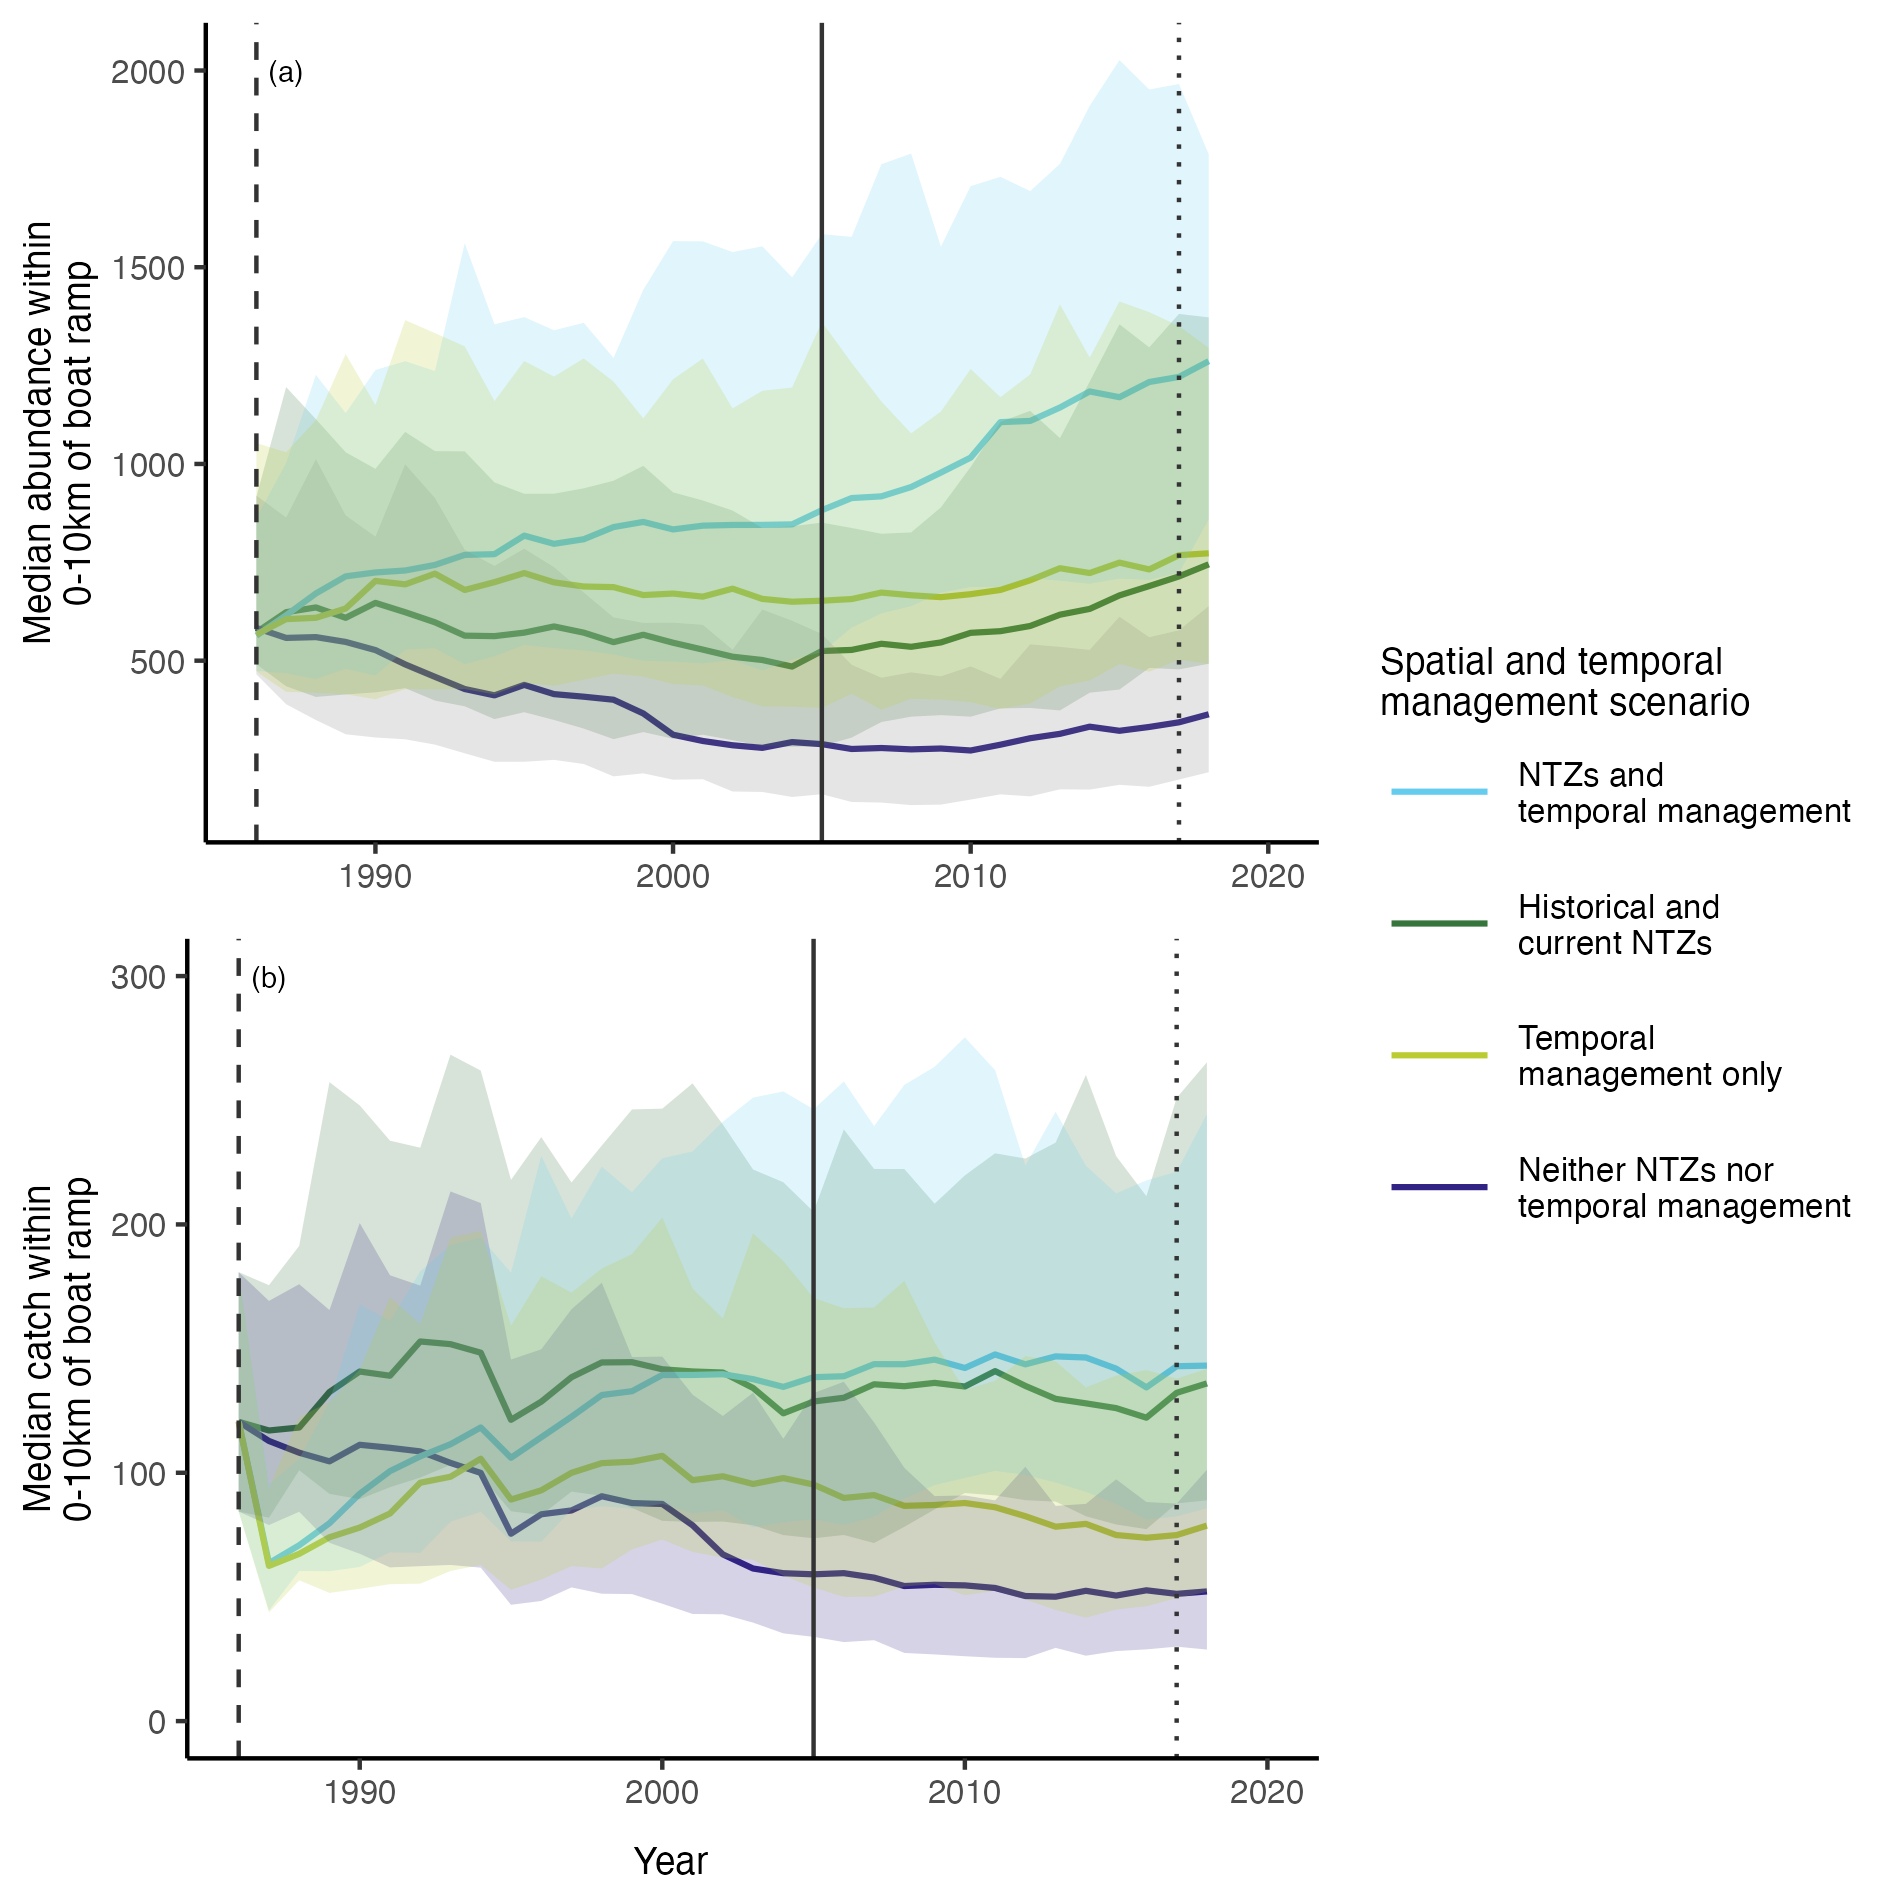 (a)
Median abundance within
0-10km of boat ramp
2000
1500
1000
500
1990
2000
2010
2020
(b)
Median catch within
0-10km of boat ramp
300
200
100
0
1990
2000
2010
2020
Year
Spatial and temporal
management scenario
NTZs and
temporal management
Historical and
current NTZs
Temporal
management only
Neither NTZs nor
temporal management